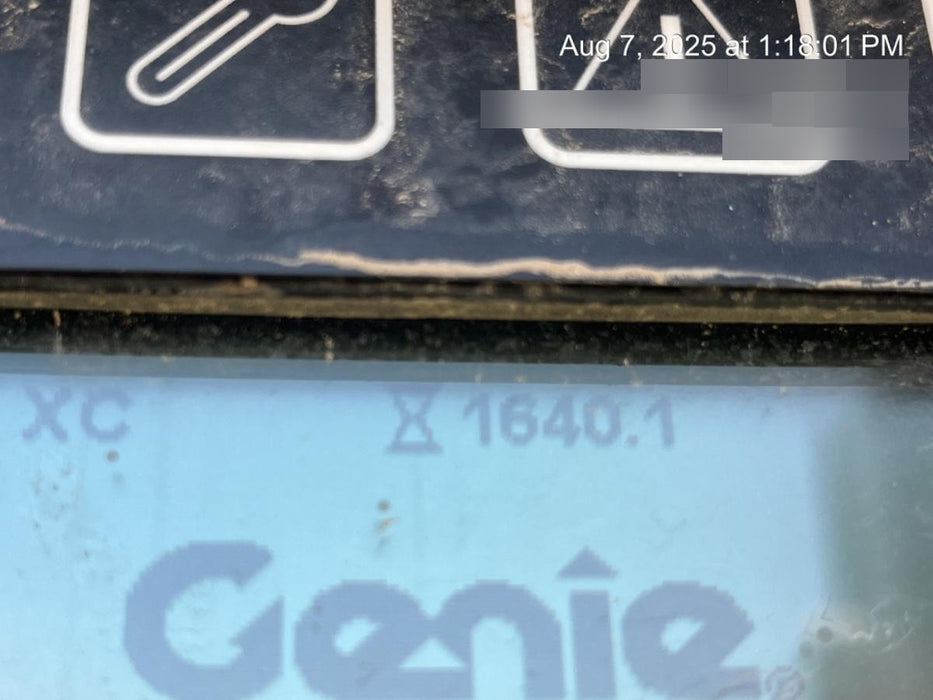 Aug 7, 2025 at 1:18:01 PM
XC 1640.1
Genie